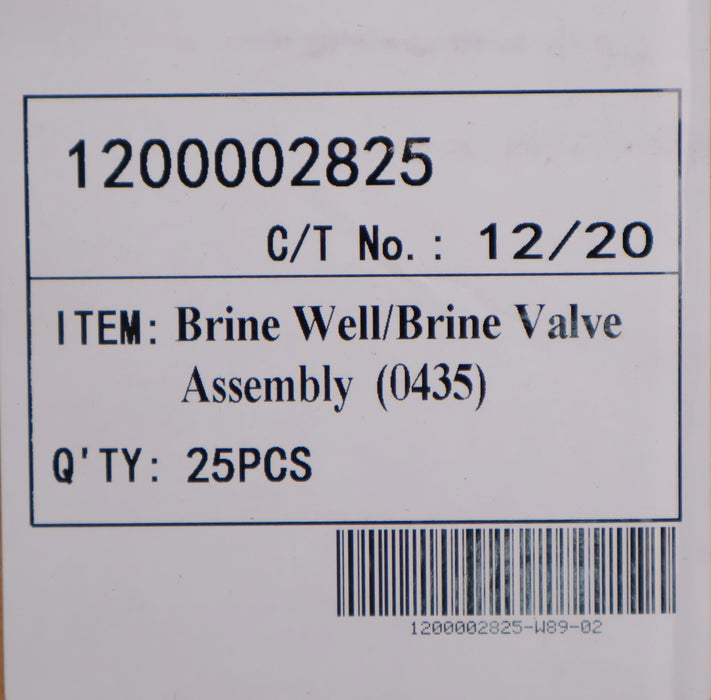 1200002825
C/T No.: 12/20
ITEM: Brine Well/Brine Valve
Assembly (0435)
Q'TY: 25PCS
1200002825-W89-02